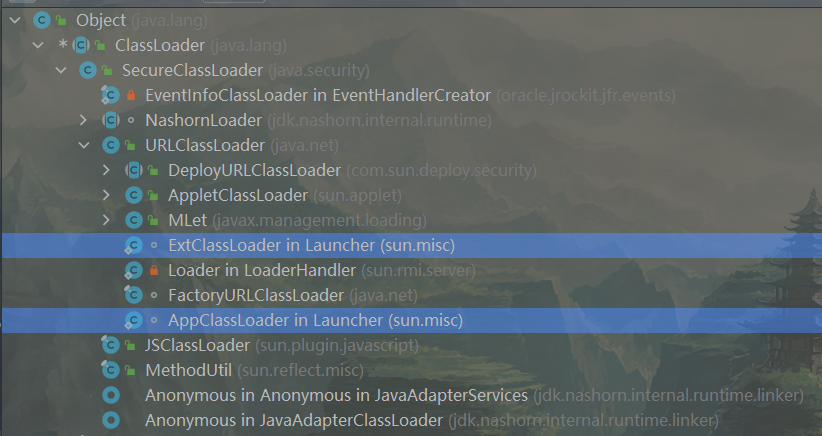 Object (java.lang)
ClassLoader (java.lang)
SecureClassLoader (java.security)
EventInfoClassLoader in EventHandlerCreator (oracle.jrockit.jfr.events)
NashornLoader (jdk.nashorn.internal.runtime)
URLClassLoader (java.net)
DeployURLClassLoader (com.sun.deploy.security)
AppletClassLoader (sun.applet)
MLet (javax.management.loading)
ExtClassLoader in Launcher (sun.misc)
Loader in LoaderHandler (sun.rmi.server)
FactoryURLClassLoader (java.net)
AppClassLoader in Launcher (sun.misc)
JSClassLoader (sun.plugin.javascript)
MethodUtil (sun.reflect.misc)
Anonymous in Anonymous in JavaAdapterServices (jdk.nashorn.internal.runtime.linker)
Anonymous in JavaAdapterClassLoader (jdk.nashorn.internal.runtime.linker)